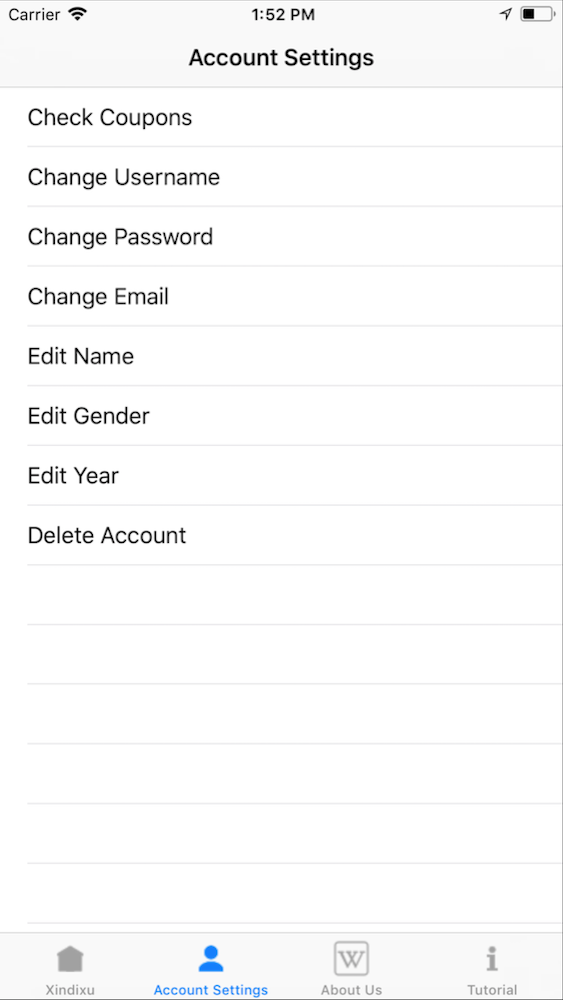 Carrier 1:52 PM
Account Settings
Check Coupons
Change Username
Change Password
Change Email
Edit Name
Edit Gender
Edit Year
Delete Account
W
Xindixu Account Settings About Us Tutorial